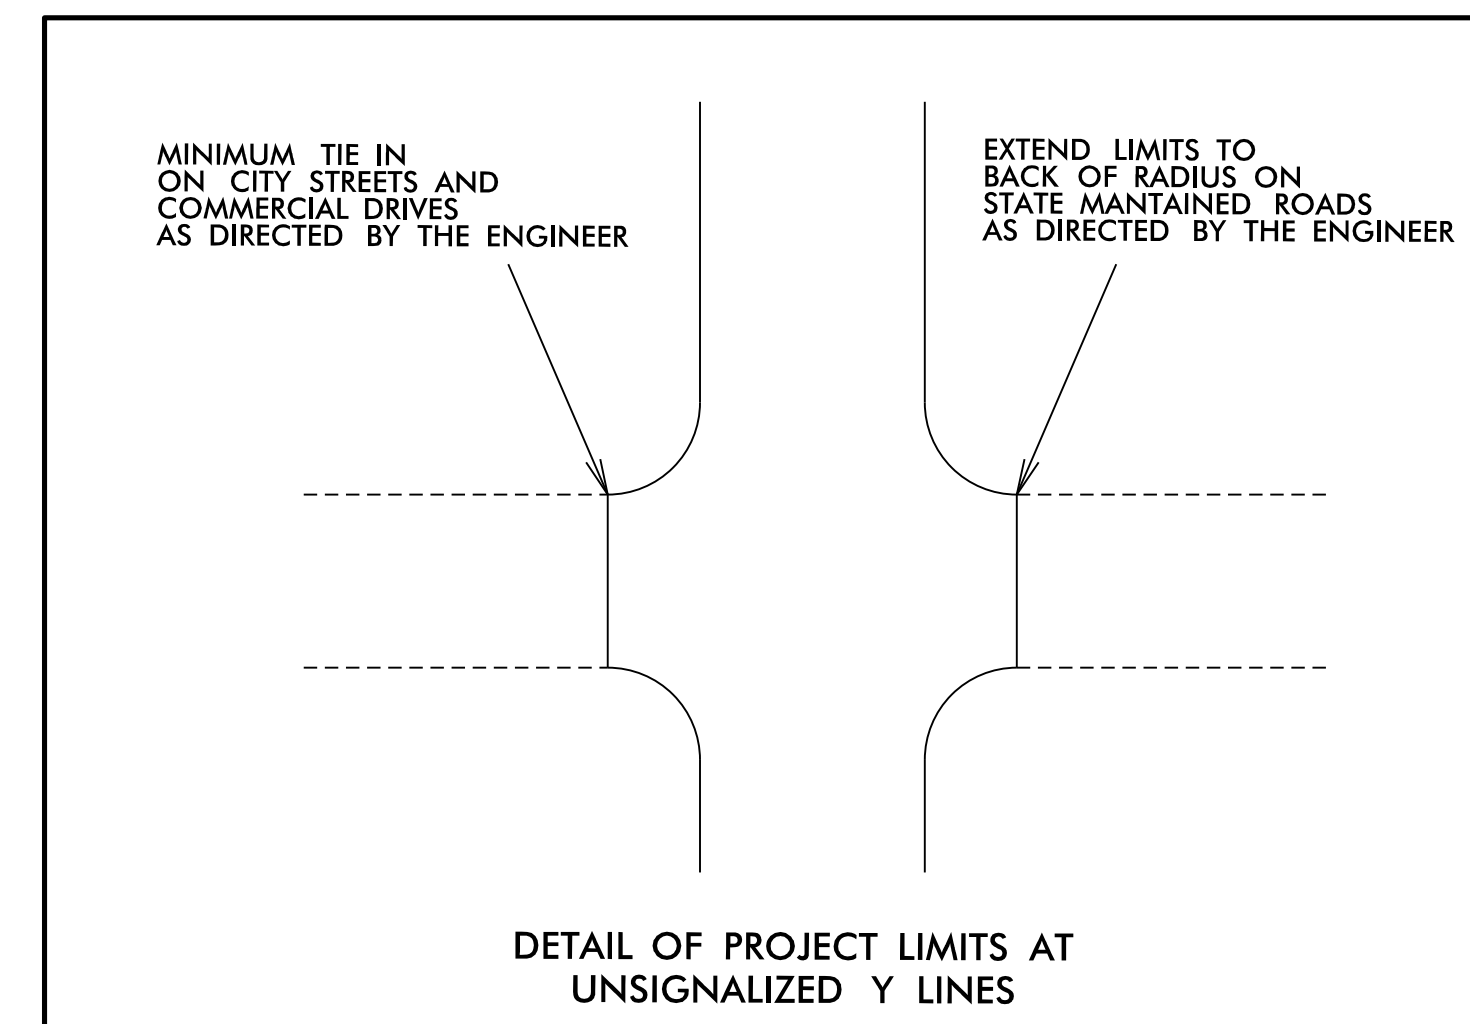 MINIMUM TIE IN
ON CITY STREETS AND
COMMERCIAL DRIVES
AS DIRECTED BY THE ENGINEER
EXTEND LIMITS TO
BACK OF RADIUS ON
STATE MANTAINED ROADS
AS DIRECTED BY THE ENGINEER
DETAIL OF PROJECT LIMITS AT
UNSIGNALIZED Y LINES